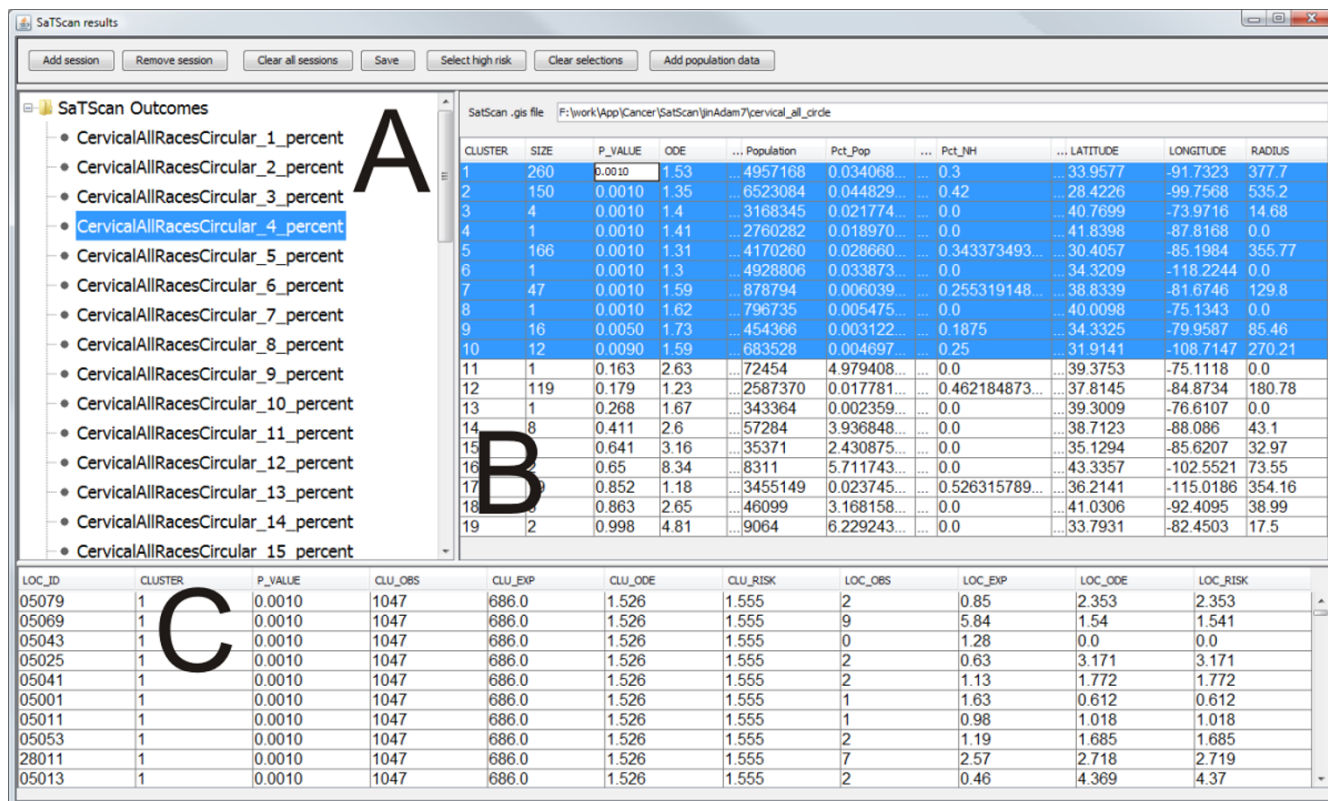 SaTScan results
Add session Remove session Clear all sessions Save Select high risk Clear selections Add population data
SaTScan Outcomes
CervicalAllRacesCircular_1_percent
CervicalAllRacesCircular_2_percent
CervicalAllRacesCircular_3_percent
CervicalAllRacesCircular_4_percent
CervicalAllRacesCircular_5_percent
CervicalAllRacesCircular_6_percent
CervicalAllRacesCircular_7_percent
CervicalAllRacesCircular_8_percent
CervicalAllRacesCircular_9_percent
CervicalAllRacesCircular_10_percent
CervicalAllRacesCircular_11_percent
CervicalAllRacesCircular_12_percent
CervicalAllRacesCircular_13_percent
CervicalAllRacesCircular_14_percent
CervicalAllRacesCircular_15_percent
A
SatScan .gis file F:\work\App\Cancer\SatScan\jinAdam7\cervical_all_circle
CLUSTER SIZE P_VALUE ODE ... Population Pct_Pop ... Pct_NH ... LATITUDE LONGITUDE RADIUS
1 260 0.0010 1.53 ... 4957168 0.034068... ... 0.3 ... 33.9577 -91.7323 377.7
2 150 0.0010 1.35 ... 6523084 0.044829... ... 0.42 ... 28.4226 -99.7568 535.2
3 4 0.0010 1.4 ... 3168345 0.021774... ... 0.0 ... 40.7699 -73.9716 14.68
4 1 0.0010 1.41 ... 2760282 0.018970... ... 0.0 ... 41.8398 -87.8168 0.0
5 166 0.0010 1.31 ... 4170260 0.028660... ... 0.343373493... ... 30.4057 -85.1984 355.77
6 1 0.0010 1.3 ... 4928806 0.033873... ... 0.0 ... 34.3209 -118.2244 0.0
7 47 0.0010 1.59 ... 878794 0.006039... ... 0.255319148... ... 38.8339 -81.6746 129.8
8 1 0.0010 1.62 ... 796735 0.005475... ... 0.0 ... 40.0098 -75.1343 0.0
9 16 0.0050 1.73 ... 454366 0.003122... ... 0.1875 ... 34.3325 -79.9587 85.46
10 12 0.0090 1.59 ... 683528 0.004697... ... 0.25 ... 31.9141 -108.7147 270.21
11 1 0.163 2.63 ... 72454 4.979408... ... 0.0 ... 39.3753 -75.1118 0.0
12 119 0.179 1.23 ... 2587370 0.017781... ... 0.462184873... ... 37.8145 -84.8734 180.78
13 1 0.268 1.67 ... 343364 0.002359... ... 0.0 ... 39.3009 -76.6107 0.0
14 8 0.411 2.6 ... 57284 3.936848... ... 0.0 ... 38.7123 -88.086 43.1
15 0.641 3.16 ... 35371 2.430875... ... 0.0 ... 35.1294 -85.6207 32.97
16 2 0.65 8.34 ... 8311 5.711743... ... 0.0 ... 43.3357 -102.5521 73.55
17 0.852 1.18 ... 3455149 0.023745... ... 0.526315789... ... 36.2141 -115.0186 354.16
18 0.863 2.65 ... 46099 3.168158... ... 0.0 ... 41.0306 -92.4095 38.99
19 2 0.998 4.81 ... 9064 6.229243... ... 0.0 ... 33.7931 -82.4503 17.5
B
LOC_ID CLUSTER P_VALUE CLU_OBS CLU_EXP CLU_ODE CLU_RISK LOC_OBS LOC_EXP LOC_ODE LOC_RISK
05079 1 0.0010 1047 686.0 1.526 1.555 2 0.85 2.353 2.353
05069 1 0.0010 1047 686.0 1.526 1.555 9 5.84 1.54 1.541
05043 1 0.0010 1047 686.0 1.526 1.555 0 1.28 0.0 0.0
05025 1 0.0010 1047 686.0 1.526 1.555 2 0.63 3.171 3.171
05041 1 0.0010 1047 686.0 1.526 1.555 2 1.13 1.772 1.772
05001 1 0.0010 1047 686.0 1.526 1.555 1 1.63 0.612 0.612
05011 1 0.0010 1047 686.0 1.526 1.555 1 0.98 1.018 1.018
05053 1 0.0010 1047 686.0 1.526 1.555 2 1.19 1.685 1.685
28011 1 0.0010 1047 686.0 1.526 1.555 7 2.57 2.718 2.719
05013 1 0.0010 1047 686.0 1.526 1.555 2 0.46 4.369 4.37
C